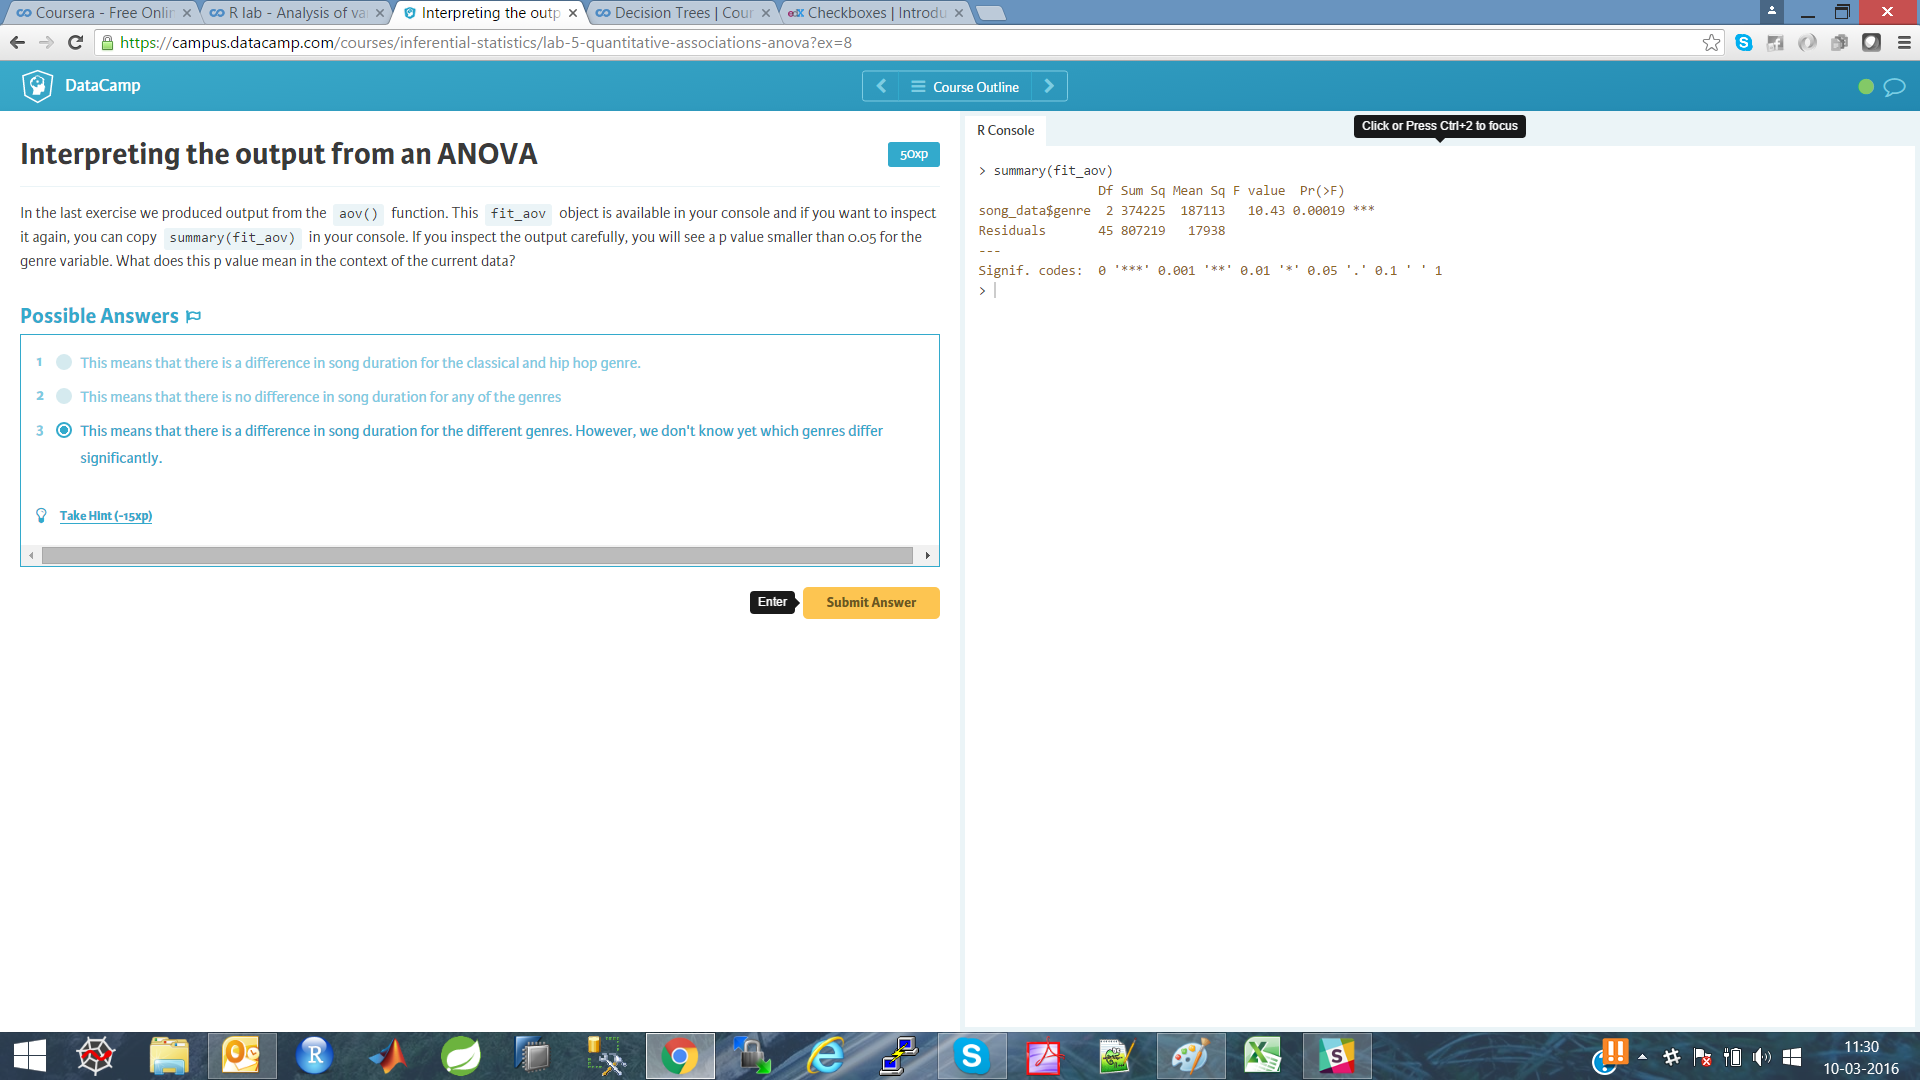 Coursera - Free Onlin
R lab - Analysis of va
Interpreting the outp
Decision Trees | Cour
edX Checkboxes | Introdu
https://campus.datacamp.com/courses/inferential-statistics/lab-5-quantitative-associations-anova?ex=8
DataCamp
Course Outline
Interpreting the output from an ANOVA
50xp
In the last exercise we produced output from the aov() function. This fit_aov object is available in your console and if you want to inspect
it again, you can copy summary(fit_aov) in your console. If you inspect the output carefully, you will see a p value smaller than 0.05 for the
genre variable. What does this p value mean in the context of the current data?
Possible Answers
1 This means that there is a difference in song duration for the classical and hip hop genre.
2 This means that there is no difference in song duration for any of the genres
3 This means that there is a difference in song duration for the different genres. However, we don't know yet which genres differ
significantly.
Take Hint (-15xp)
Enter
Submit Answer
R Console
Click or Press Ctrl+2 to focus
> summary(fit_aov)
Df Sum Sq Mean Sq F value Pr(>F)
song_data$genre 2 374225 187113 10.43 0.00019 ***
Residuals 45 807219 17938
---
Signif. codes: 0 '***' 0.001 '**' 0.01 '*' 0.05 '.' 0.1 ' ' 1
>
11:30
10-03-2016